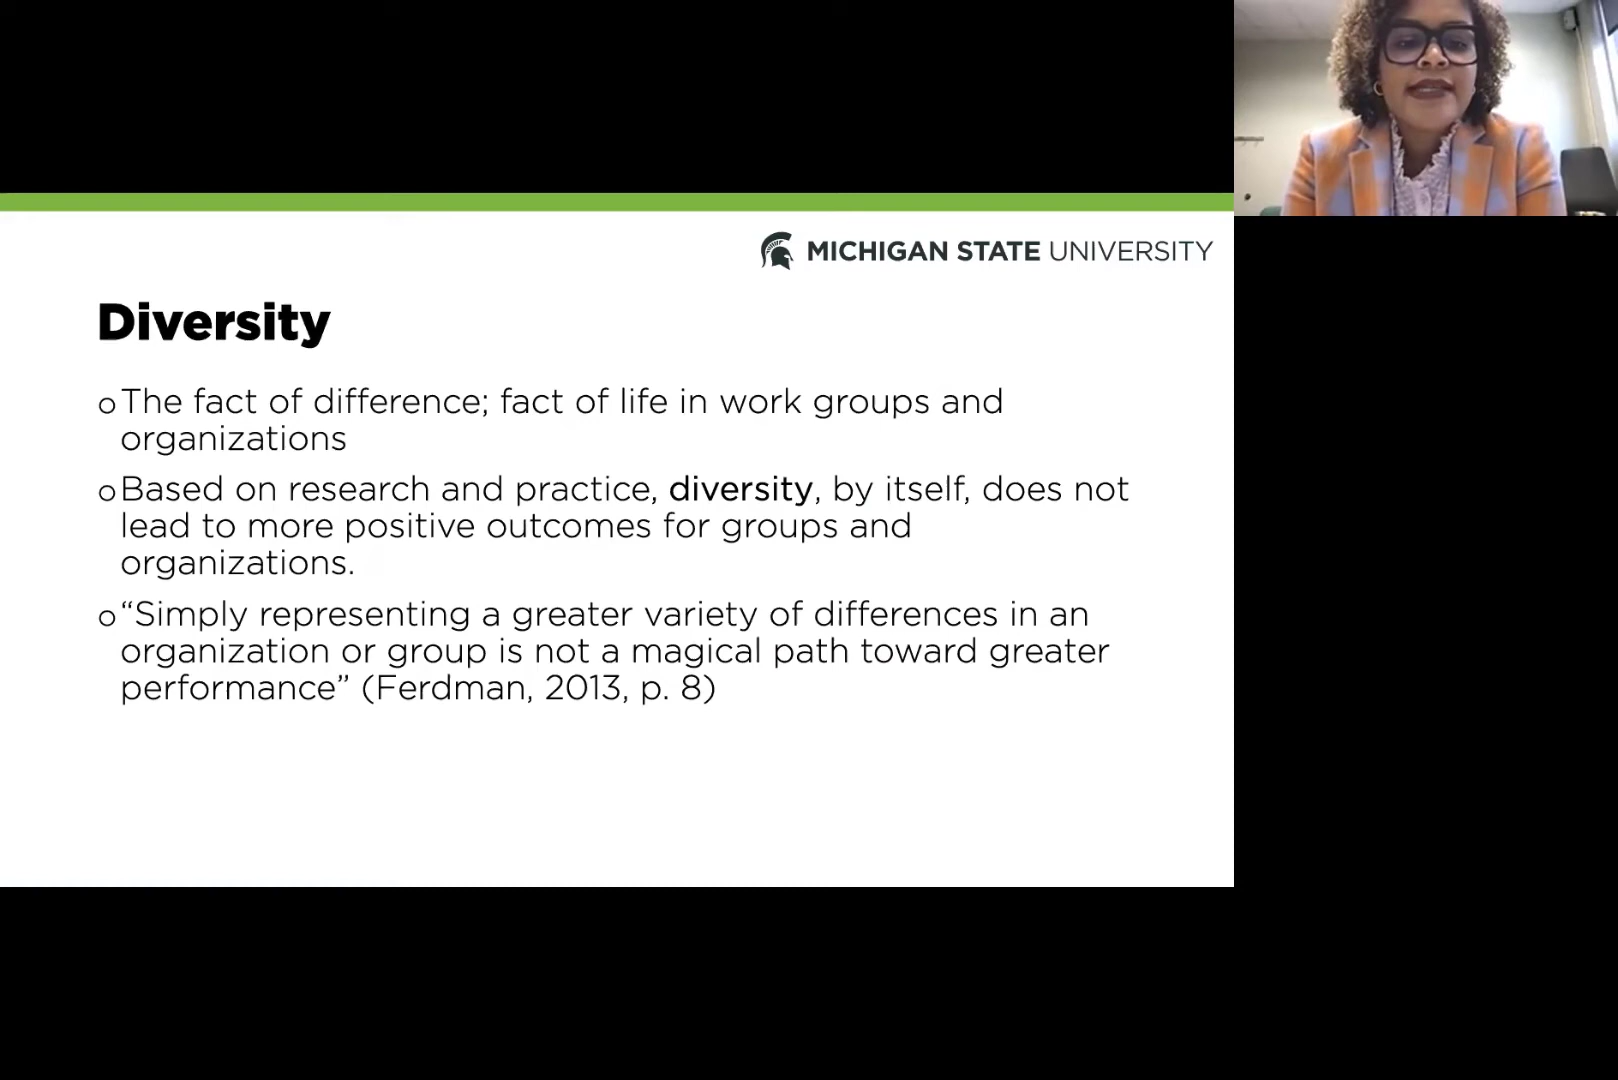 MICHIGAN STATE UNIVERSITY
Diversity
o The fact of difference; fact of life in work groups and
organizations
o Based on research and practice, diversity, by itself, does not
lead to more positive outcomes for groups and
organizations.
o “Simply representing a greater variety of differences in an
organization or group is not a magical path toward greater
performance” (Ferdman, 2013, p. 8)